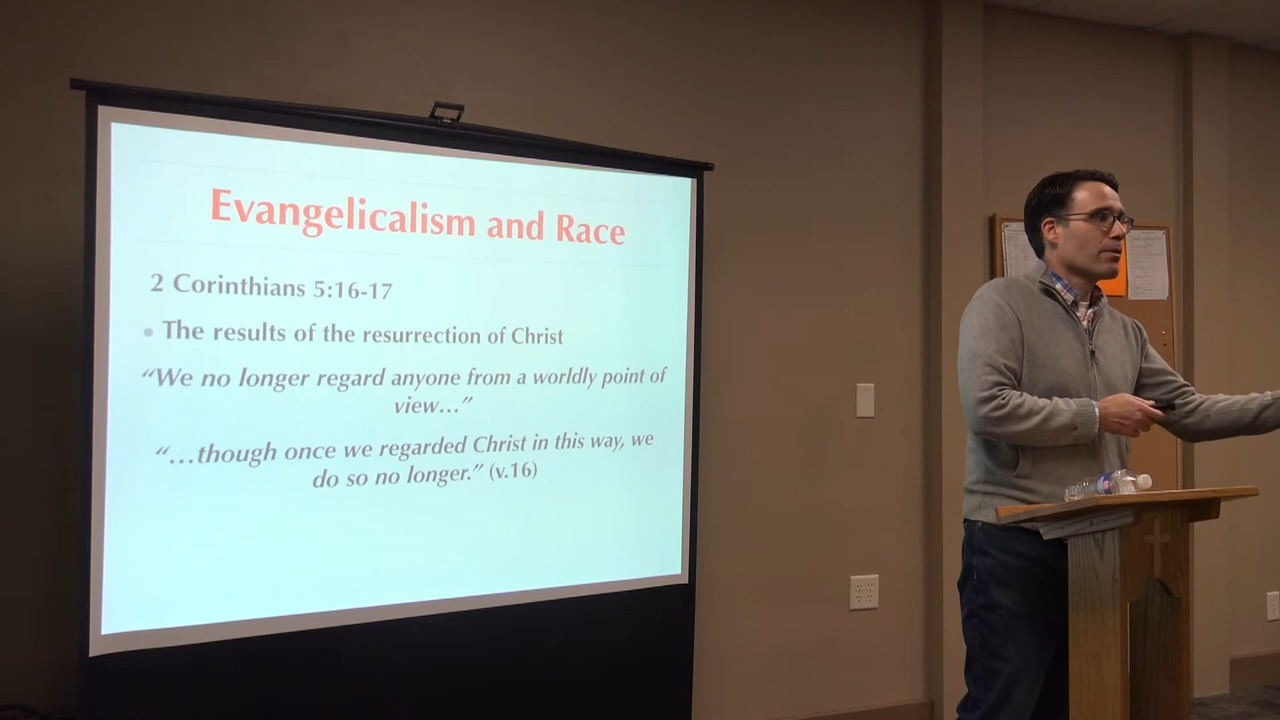 Evangelicalism and Race
2 Corinthians 5:16-17
• The results of the resurrection of Christ
“We no longer regard anyone from a worldly point of
view…”
“…though once we regarded Christ in this way, we
do so no longer.” (v.16)